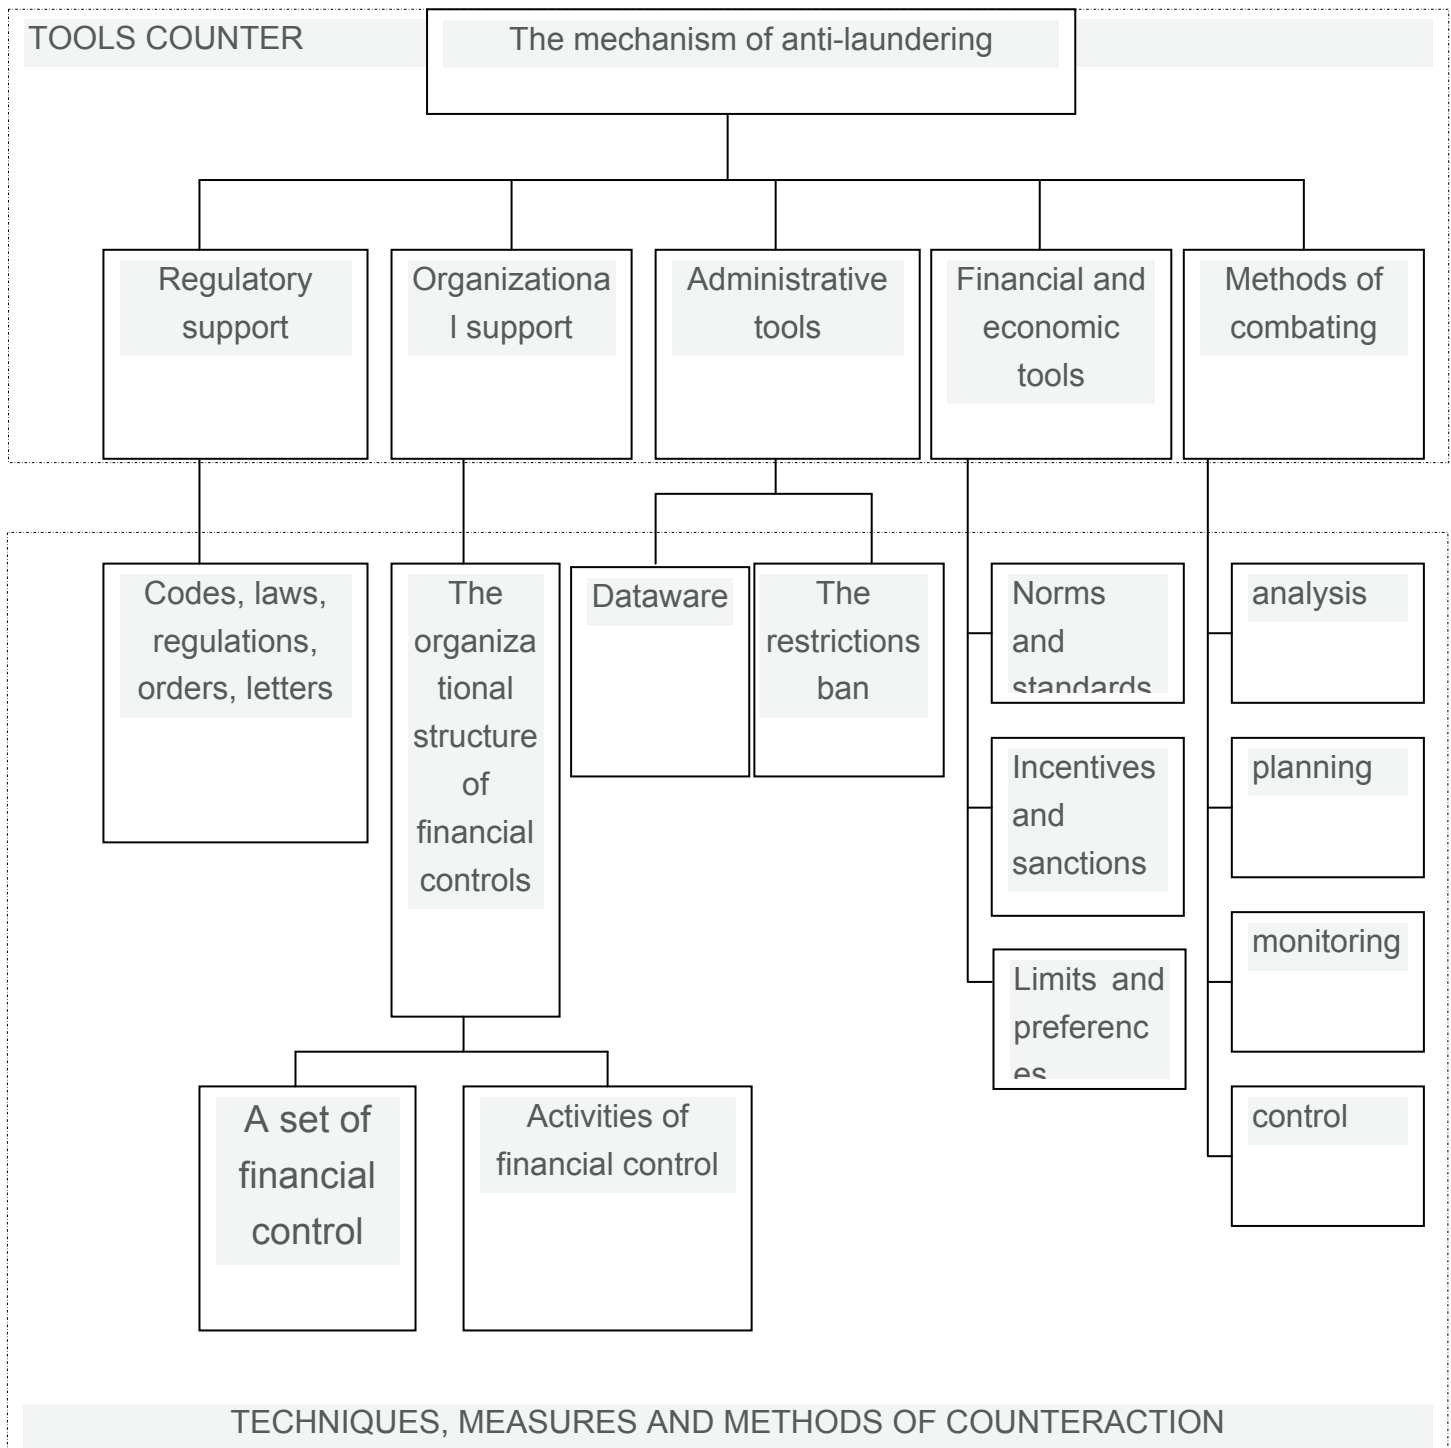 TOOLS COUNTER
The mechanism of anti-laundering
Regulatory
support
Organizationa
l support
Administrative
tools
Financial and
economic
tools
Methods of
combating
Codes, laws,
regulations,
orders, letters
The
organiza
tional
structure
of
financial
controls
Dataware
The
restrictions
ban
Norms
and
standards
Incentives
and
sanctions
Limits and
preferenc
es
analysis
planning
monitoring
control
A set of
financial
control
Activities of
financial control
TECHNIQUES, MEASURES AND METHODS OF COUNTERACTION